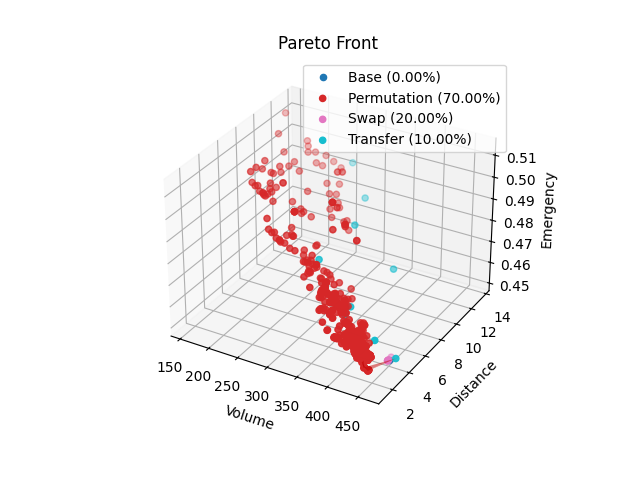 Pareto Front
Base (0.00%)
Permutation (70.00%)
Swap (20.00%)
Transfer (10.00%)
0.51
0.50
0.49
0.48
0.47
0.46
0.45
Emergency
14
12
10
8
6
4
2
Distance
150
200
250
300
350
400
450
Volume